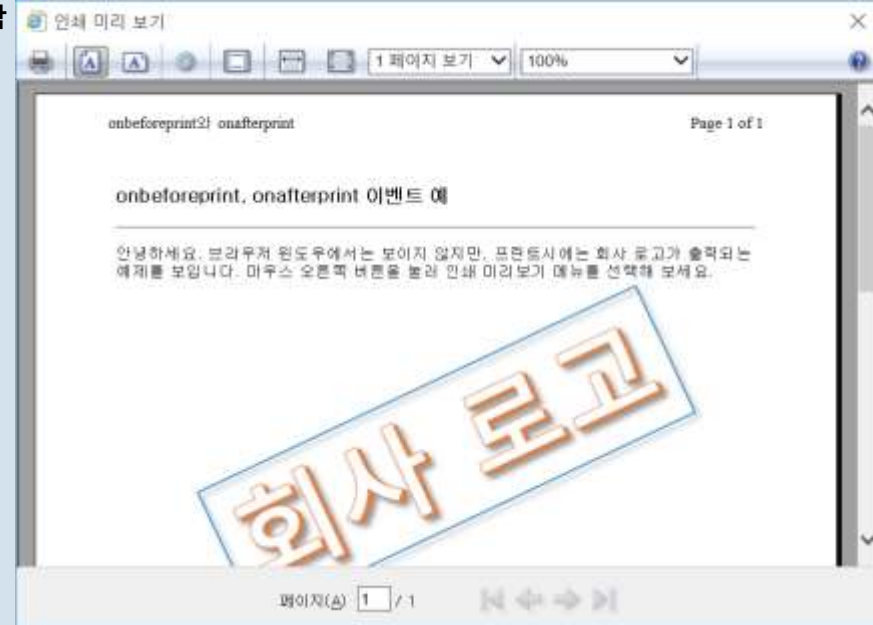 인쇄 미리 보기
1 페이지 보기 100%
onbeforeprint와 onafterprint Page 1 of 1
onbeforeprint, onafterprint 이벤트 예
안녕하세요. 브라우저 윈도우에서는 보이지 않지만, 프린트시에는 회사 로고가 출력되는
예제를 보입니다. 마우스 오른쪽 버튼을 눌러 인쇄 미리보기 메뉴를 선택해 보세요.
회사 로고
페이지(A) 1 / 1